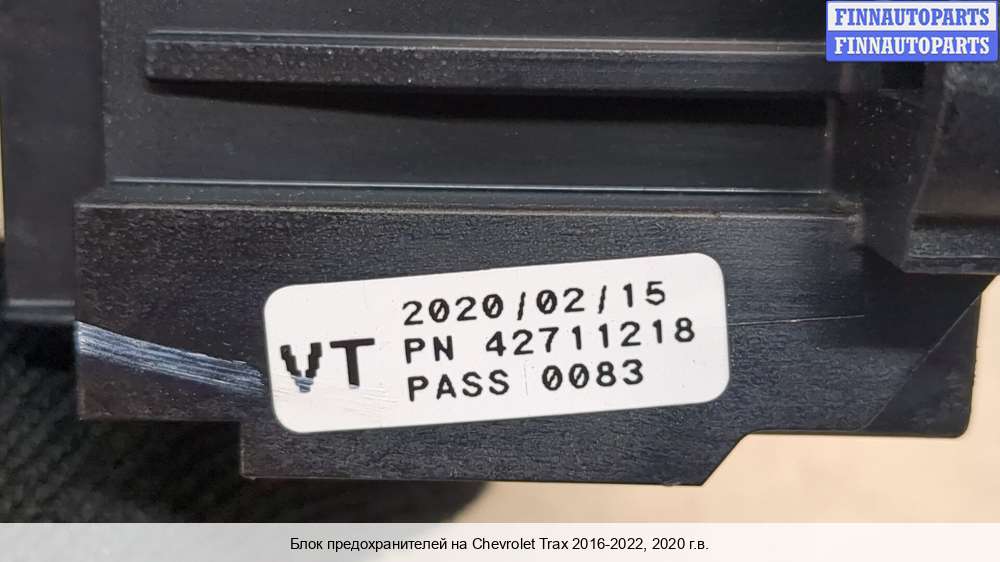 FINNAUTOPARTS
FINNAUTOPARTS
2020/02/15
VT PN 42711218
PASS 0083
Блок предохранителей на Chevrolet Trax 2016-2022, 2020 г.в.